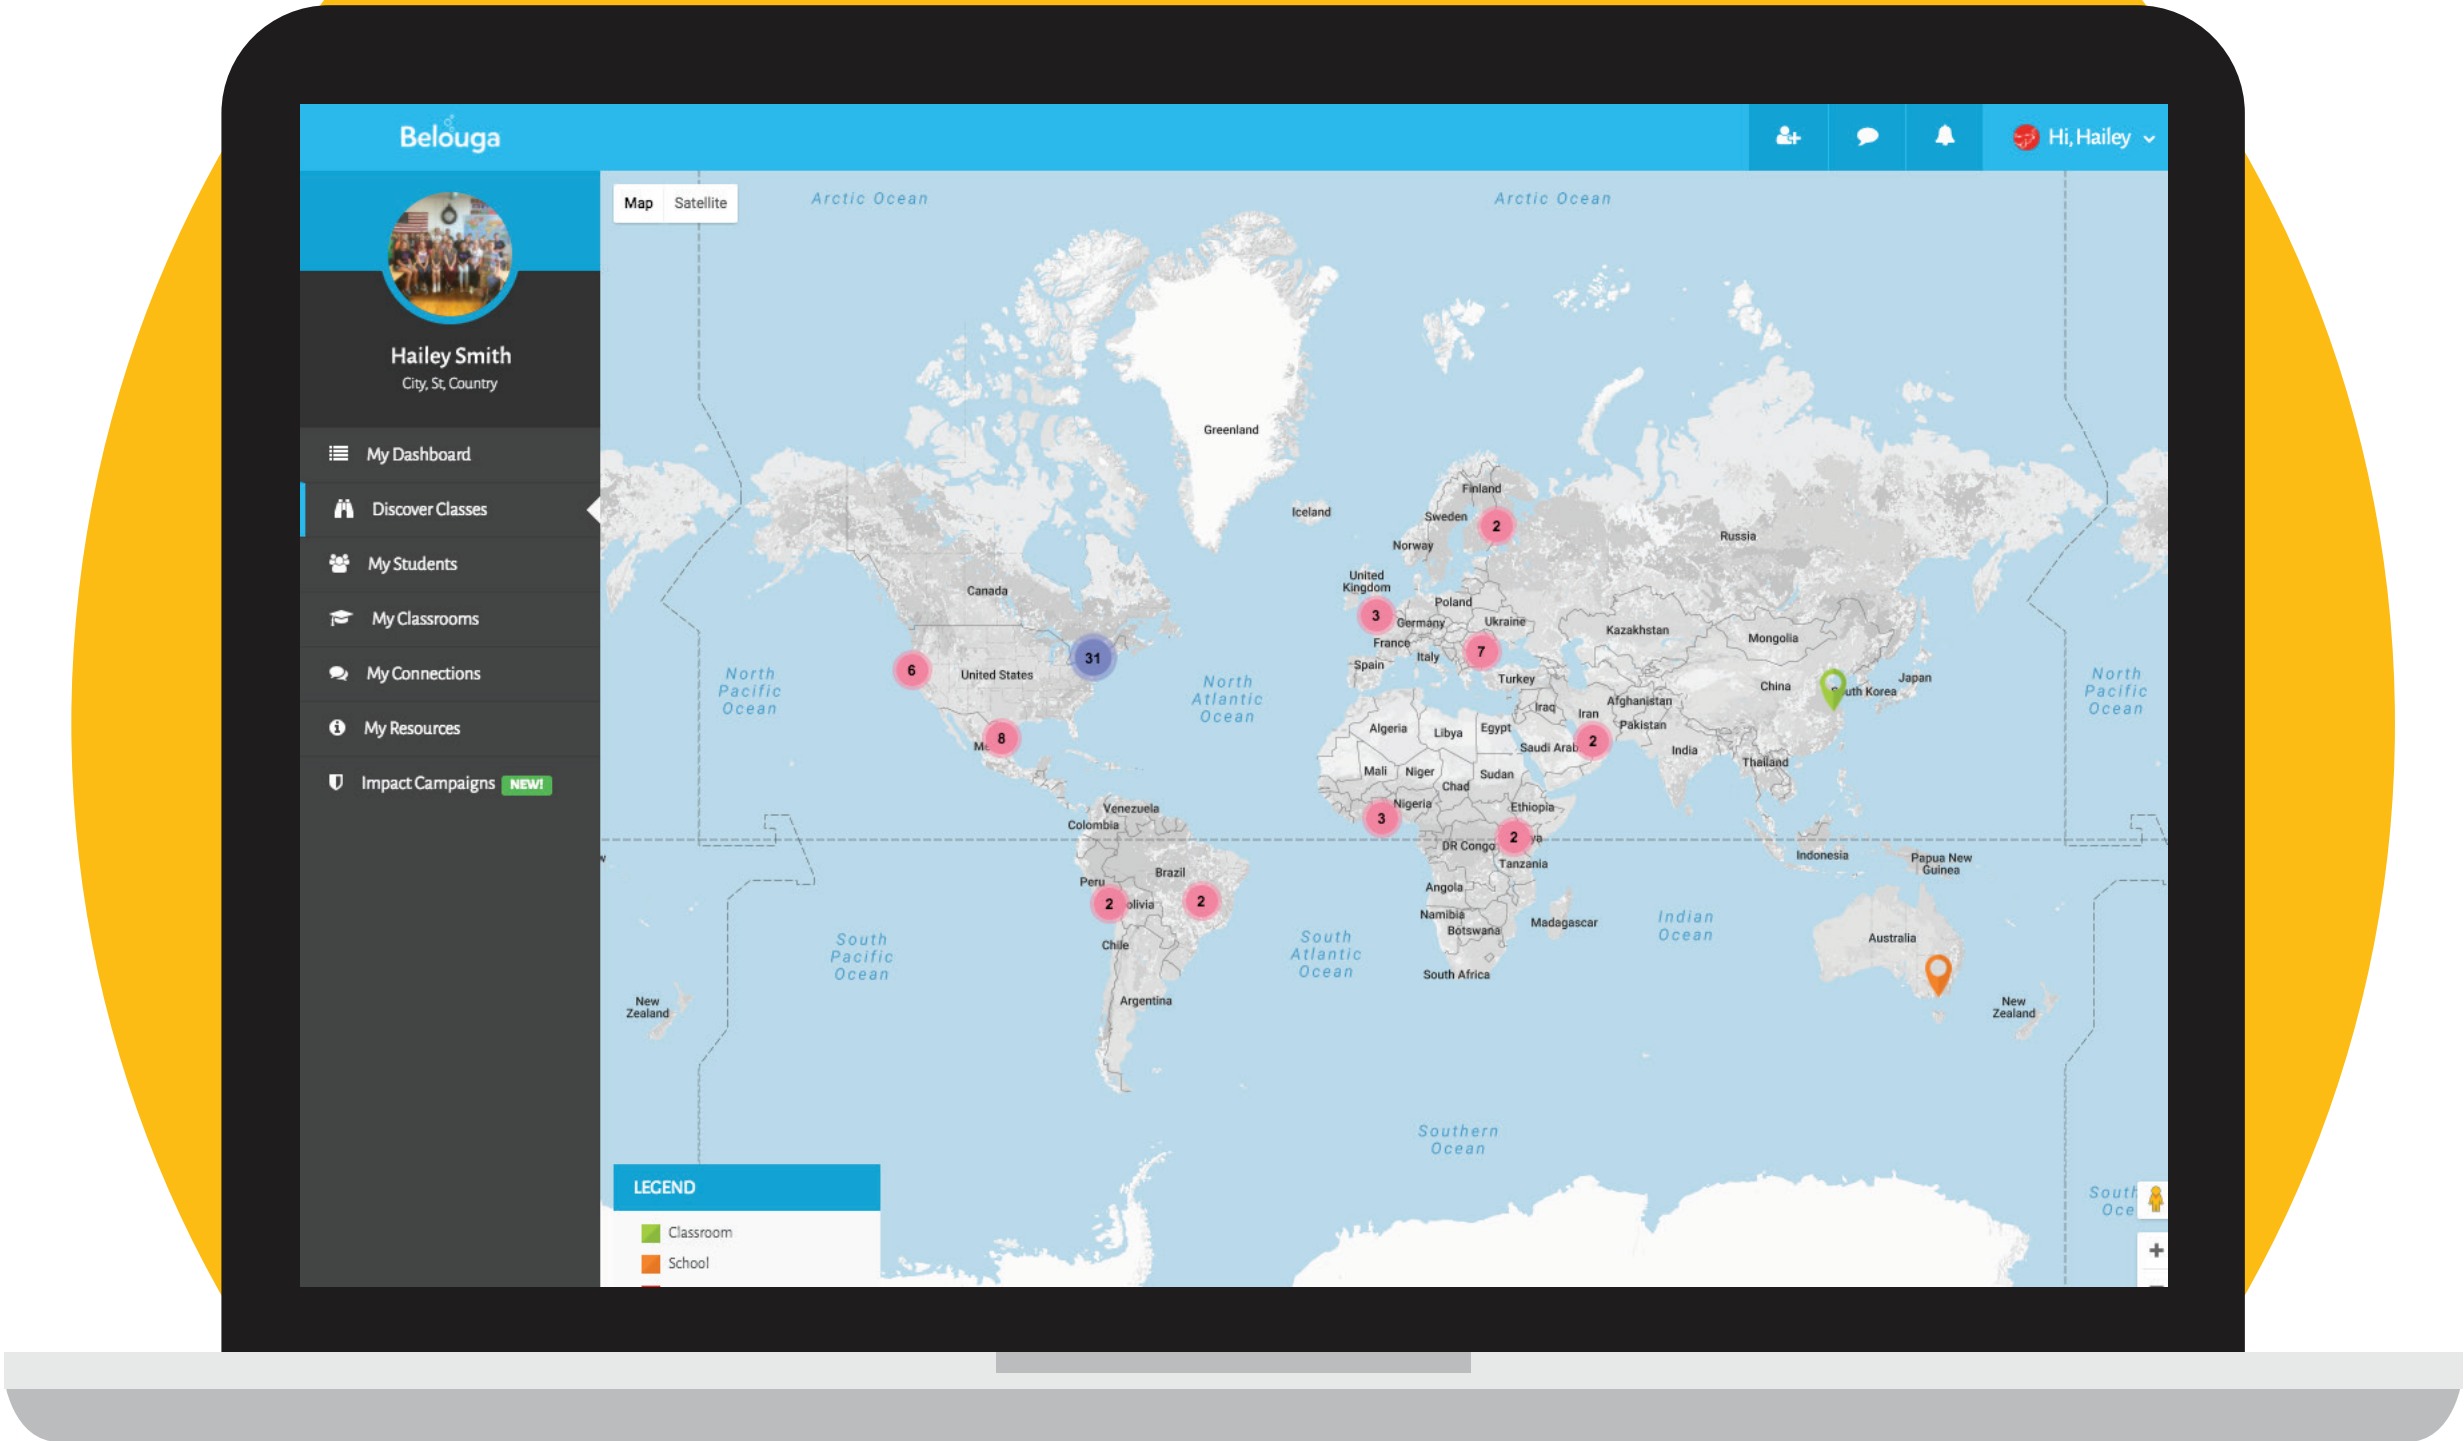 Belouga
Hi, Hailey
Hailey Smith
City, St, Country
My Dashboard
Discover Classes
My Students
My Classrooms
My Connections
My Resources
Impact Campaigns NEW!
Map Satellite
Arctic Ocean
Arctic Ocean
Greenland
Iceland
Finland
Sweden
2
Norway
Russia
United
Kingdom
Canada
Poland
3
Germany
Ukraine
Kazakhstan
Mongolia
France
Italy
7
31
6
United States
Spain
Turkey
China
Japan
uth Korea
North
Pacific
Ocean
North
Atlantic
Ocean
North
Pacific
Ocean
Iraq
Iran
Afghanistan
Pakistan
Algeria
Libya
Egypt
Saudi Arab
2
India
8
Thailand
Mali
Niger
Chad
Sudan
Nigeria
Ethiopia
3
2
Venezuela
Colombia
DR Congo
Tanzania
Indonesia
Papua New
Guinea
Brazil
Peru
2
olivia
2
Angola
Namibia
Botswana
Madagascar
Indian
Ocean
Australia
Chile
South
Pacific
Ocean
South
Atlantic
Ocean
South Africa
New
Zealand
Argentina
New
Zealand
Southern
Ocean
LEGEND
Classroom
School
+